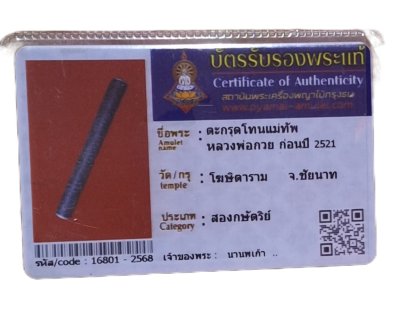 บัตรรับรองพระแท้
Certificate of Authenticity
สถาบันพระเครื่องพญาไม้กรุงธน
www.pyamai-amulet.com
ชื่อพระ : ตะกรุดโทนแม่ทัพ
Amulet name
หลวงพ่อกวย ก่อนปี 2521
วัด/กรุ : โฆษิตาราม จ.ชัยนาท
temple
ประเภท : สองกษัตริย์
Category
รหัส/code : 16801 - 2568 เจ้าของพระ : นานพเก้า ..